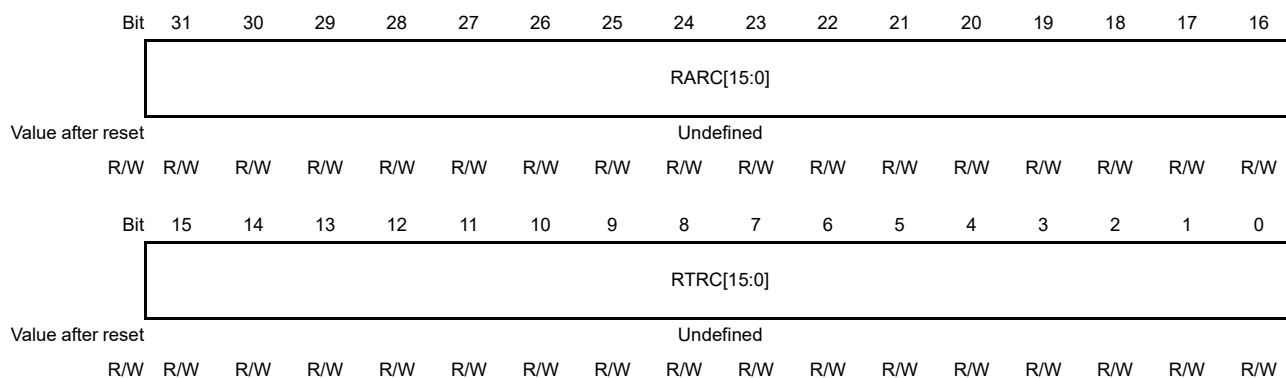 Bit 31 30 29 28 27 26 25 24 23 22 21 20 19 18 17 16
RARC[15:0]
Value after reset Undefined
R/W R/W R/W R/W R/W R/W R/W R/W R/W R/W R/W R/W R/W R/W R/W R/W R/W
Bit 15 14 13 12 11 10 9 8 7 6 5 4 3 2 1 0
RTRC[15:0]
Value after reset Undefined
R/W R/W R/W R/W R/W R/W R/W R/W R/W R/W R/W R/W R/W R/W R/W R/W R/W